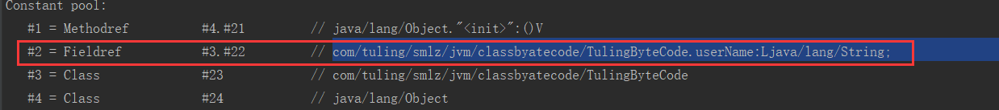 Constant pool:
#1 = Methodref #4.#21 // java/lang/Object."<init>":()V
#2 = Fieldref #3.#22 // com/tuling/smlz/jvm/classbyatecode/TulingByteCode.userName:Ljava/lang/String;
#3 = Class #23 // com/tuling/smlz/jvm/classbyatecode/TulingByteCode
#4 = Class #24 // java/lang/Object